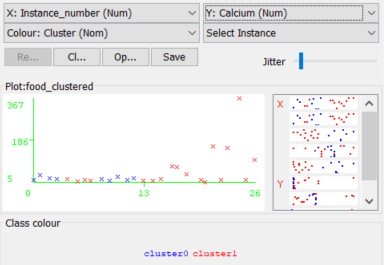 X: Instance_number (Num)
Y: Calcium (Num)
Colour: Cluster (Nom)
Select Instance
Re...
Cl...
Op...
Save
Jitter
Plot:food_clustered
367
186
5
0
13
26
X
Y
Class colour
cluster0 cluster1